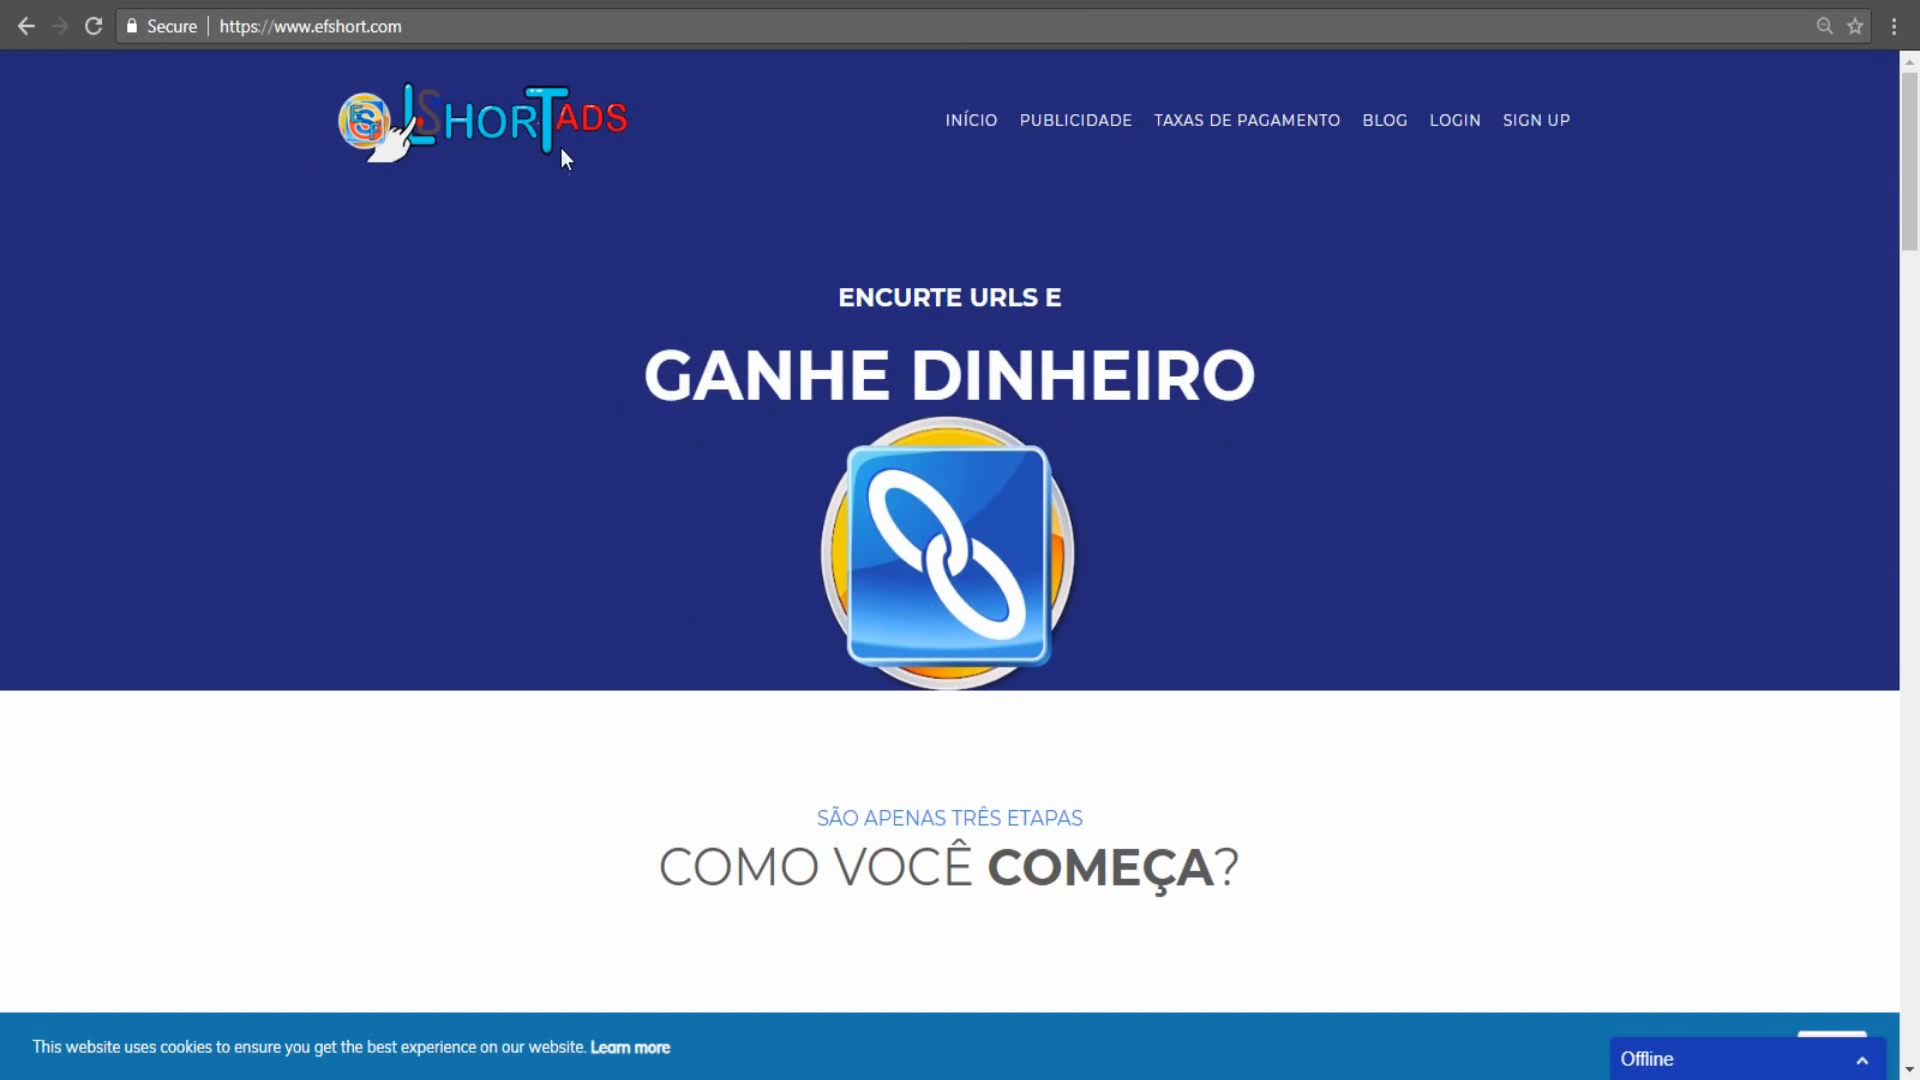 Secure
https://www.efshort.com
SHORTADS
INÍCIO
PUBLICIDADE
TAXAS DE PAGAMENTO
BLOG
LOGIN
SIGN UP
ENCURTE URLS E
GANHE DINHEIRO
SÃO APENAS TRÊS ETAPAS
COMO VOCÊ COMEÇA?
This website uses cookies to ensure you get the best experience on our website. Learn more
Offline